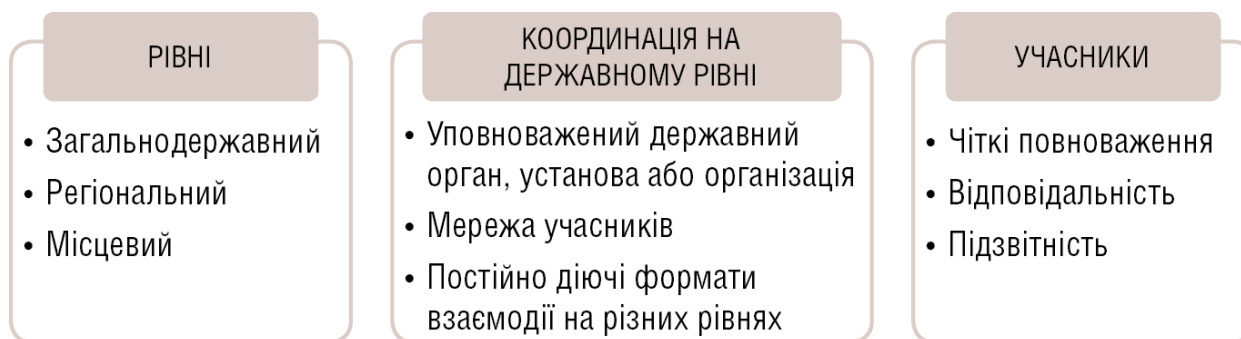 РІВНІ
• Загальнодержавний
• Регіональний
• Місцевий
КООРДИНАЦІЯ НА
ДЕРЖАВНОМУ РІВНІ
• Уповноважений державний
орган, установа або організація
• Мережа учасників
• Постійно діючі формати
взаємодії на різних рівнях
УЧАСНИКИ
• Чіткі повноваження
• Відповідальність
• Підзвітність